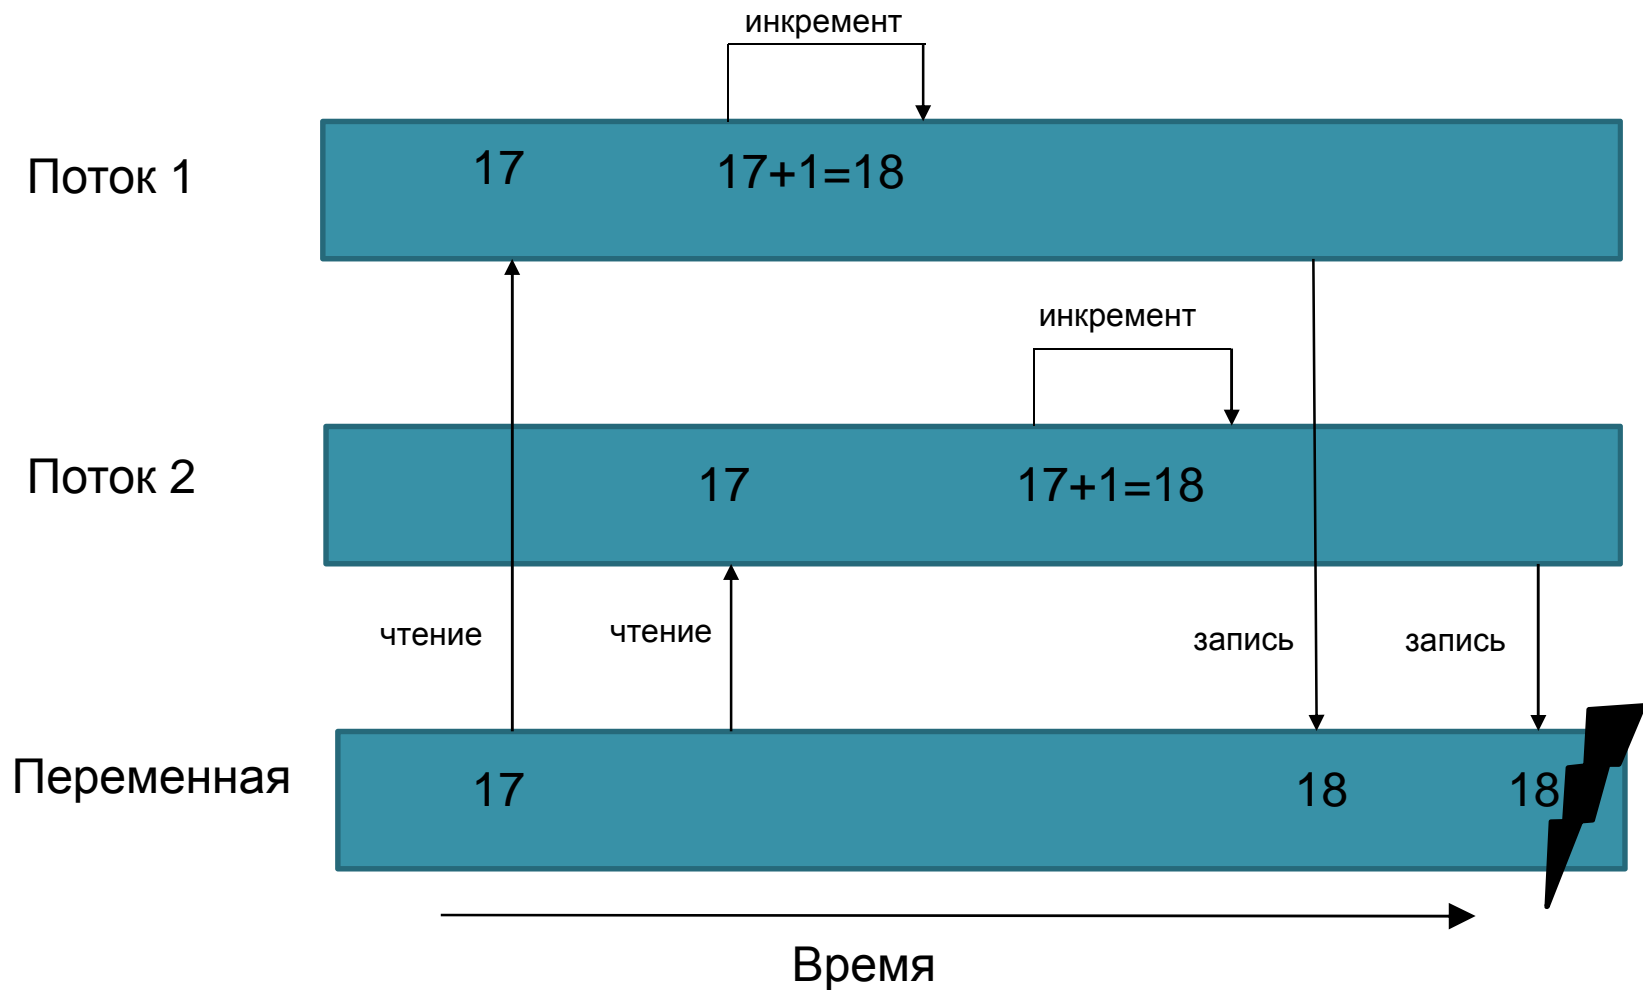 инкремент
Поток 1
17
17+1=18
инкремент
Поток 2
17
17+1=18
чтение
чтение
запись
запись
Переменная
17
18
18
Время